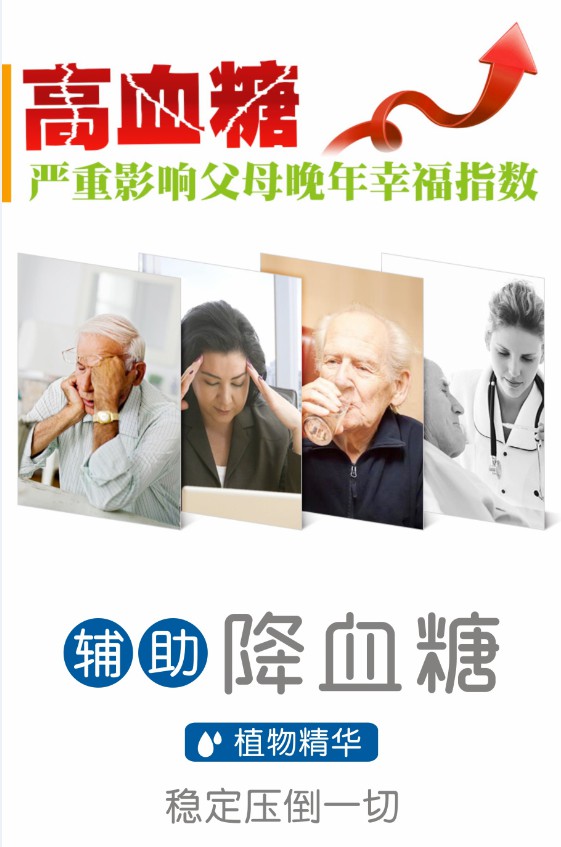 高血糖
严重影响父母晚年幸福指数
辅助降血糖
植物精华
稳定压倒一切